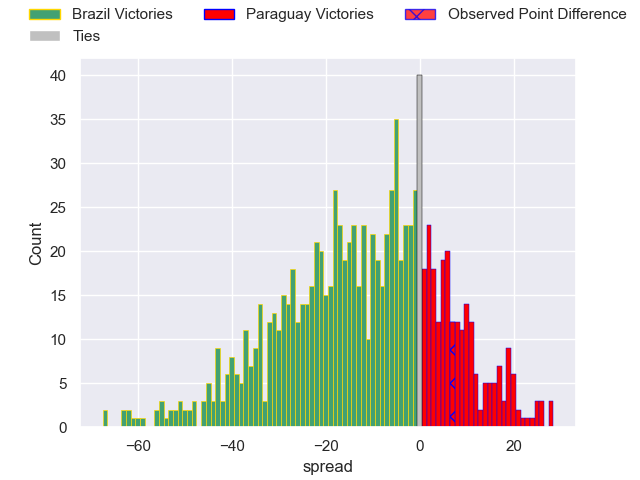 Brazil Victories
Paraguay Victories
Observed Point Difference
Ties
40
35
30
25
20
15
10
5
0
Count
−60
−40
−20
0
20
spread